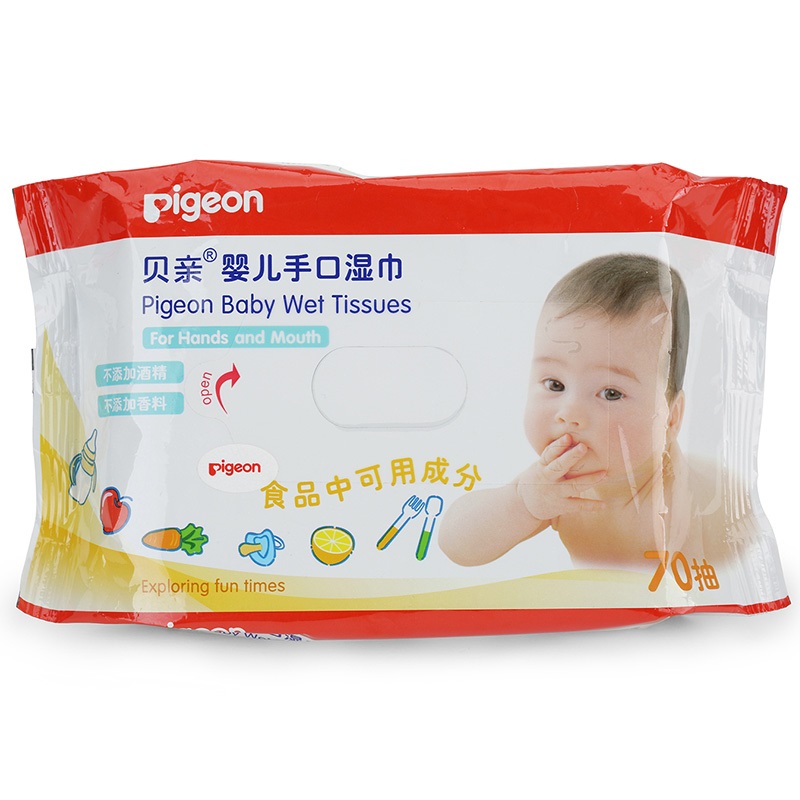 pigeon
贝亲® 婴儿手口湿巾
Pigeon Baby Wet Tissues
For Hands and Mouth
不添加酒精
不添加香料
open
pigeon
食品中可用成分
Exploring fun times
70抽
pigeon